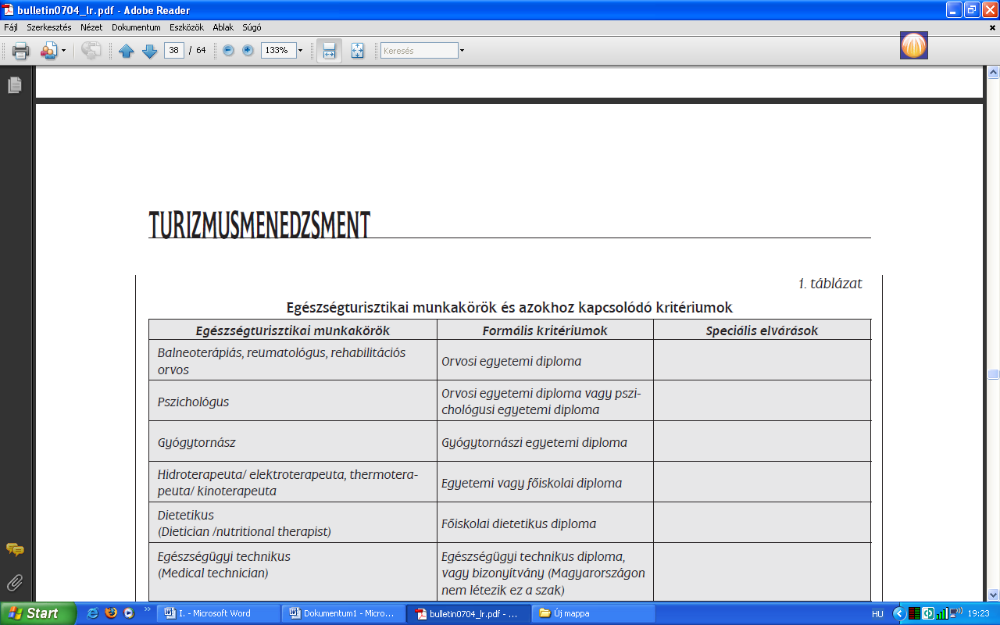 bulletin0704_lr.pdf - Adobe Reader
Fájl Szerkesztés Nézet Dokumentum Eszközök Ablak Súgó
38 / 64 133% Keresés
TURIZMUSMENEDZSMENT
1. táblázat
Egészségturisztikai munkakörök és azokhoz kapcsolódó kritériumok
Egészségturisztikai munkakörök Formális kritériumok Speciális elvárások
Balneoterápiás, reumatológus, rehabilitációs
orvos
Orvosi egyetemi diploma
Pszichológus
Orvosi egyetemi diploma vagy pszi-
chológusi egyetemi diploma
Gyógytornász
Gyógytornászi egyetemi diploma
Hidroterapeuta/ elektroterapeuta, thermotera-
peuta/ kinoterapeuta
Egyetemi vagy főiskolai diploma
Dietetikus
(Dietician /nutritional therapist)
Főiskolai dietetikus diploma
Egészségügyi technikus
(Medical technician)
Egészségügyi technikus diploma,
vagy bizonyítvány (Magyarországon
nem létezik ez a szak)
Start I. - Microsoft Word Dokumentum1 - Micro... bulletin0704_lr.pdf - ... Új mappa HU 19:23